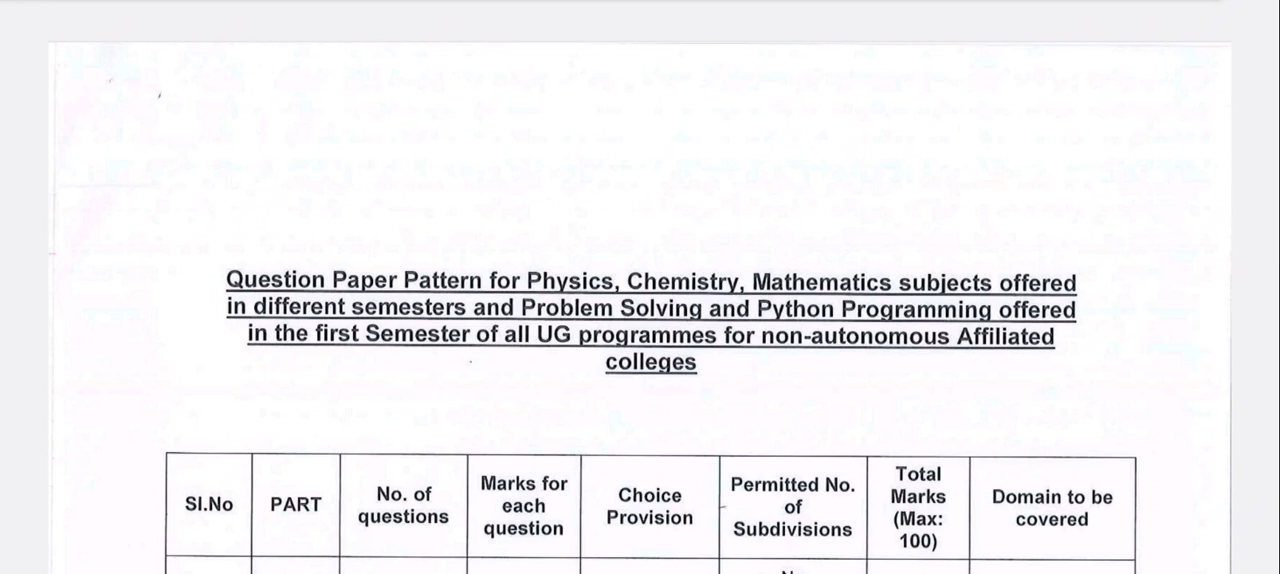 Question Paper Pattern for Physics, Chemistry, Mathematics subjects offered
in different semesters and Problem Solving and Python Programming offered
in the first Semester of all UG programmes for non-autonomous Affiliated
colleges
SI.No
PART
No. of
questions
Marks for
each
question
Choice
Provision
Permitted No.
of
Subdivisions
Total
Marks
(Max:
100)
Domain to be
covered